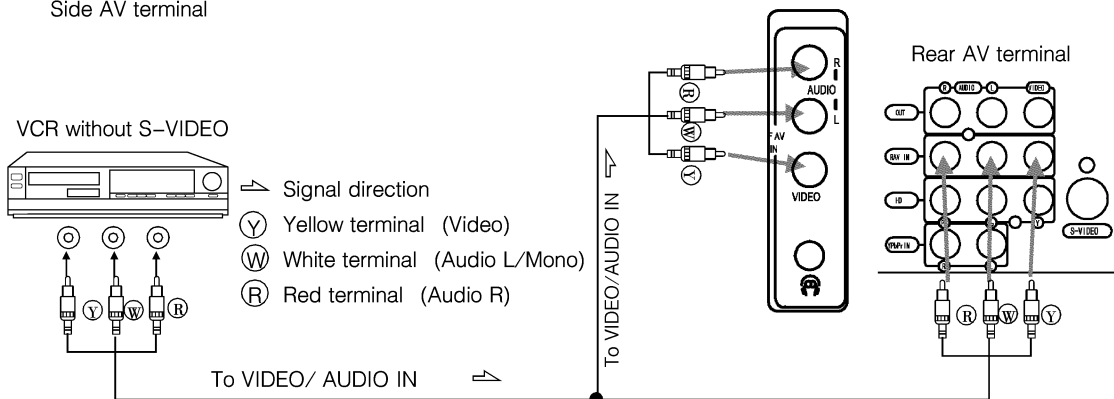 Side AV terminal
VCR without S-VIDEO
Signal direction
Y Yellow terminal (Video)
W White terminal (Audio L/Mono)
R Red terminal (Audio R)
Y W R
To VIDEO/ AUDIO IN
To VIDEO/AUDIO IN
R
W
Y
R
AUDIO
L
F AV
IN
VIDEO
Rear AV terminal
R AUDIO L VIDEO
OUT
RAV IN
HD
Y
YPbPr IN
S-VIDEO
R W Y